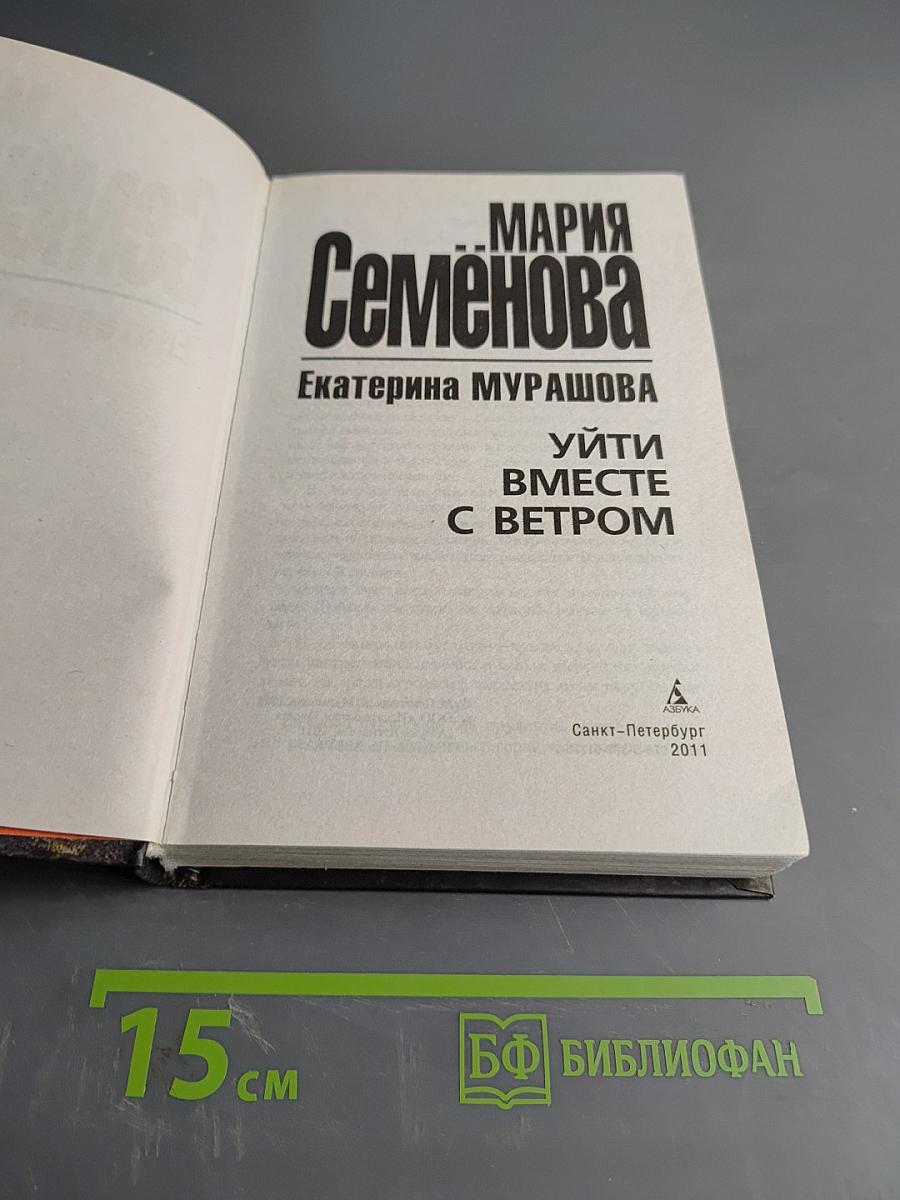 МАРИЯ
Семёнова
Екатерина МУРАШОВА
УЙТИ
ВМЕСТЕ
С ВЕТРОМ
АЗБУКА
Санкт-Петербург
2011
15 см
БФ БИБЛИОФАН